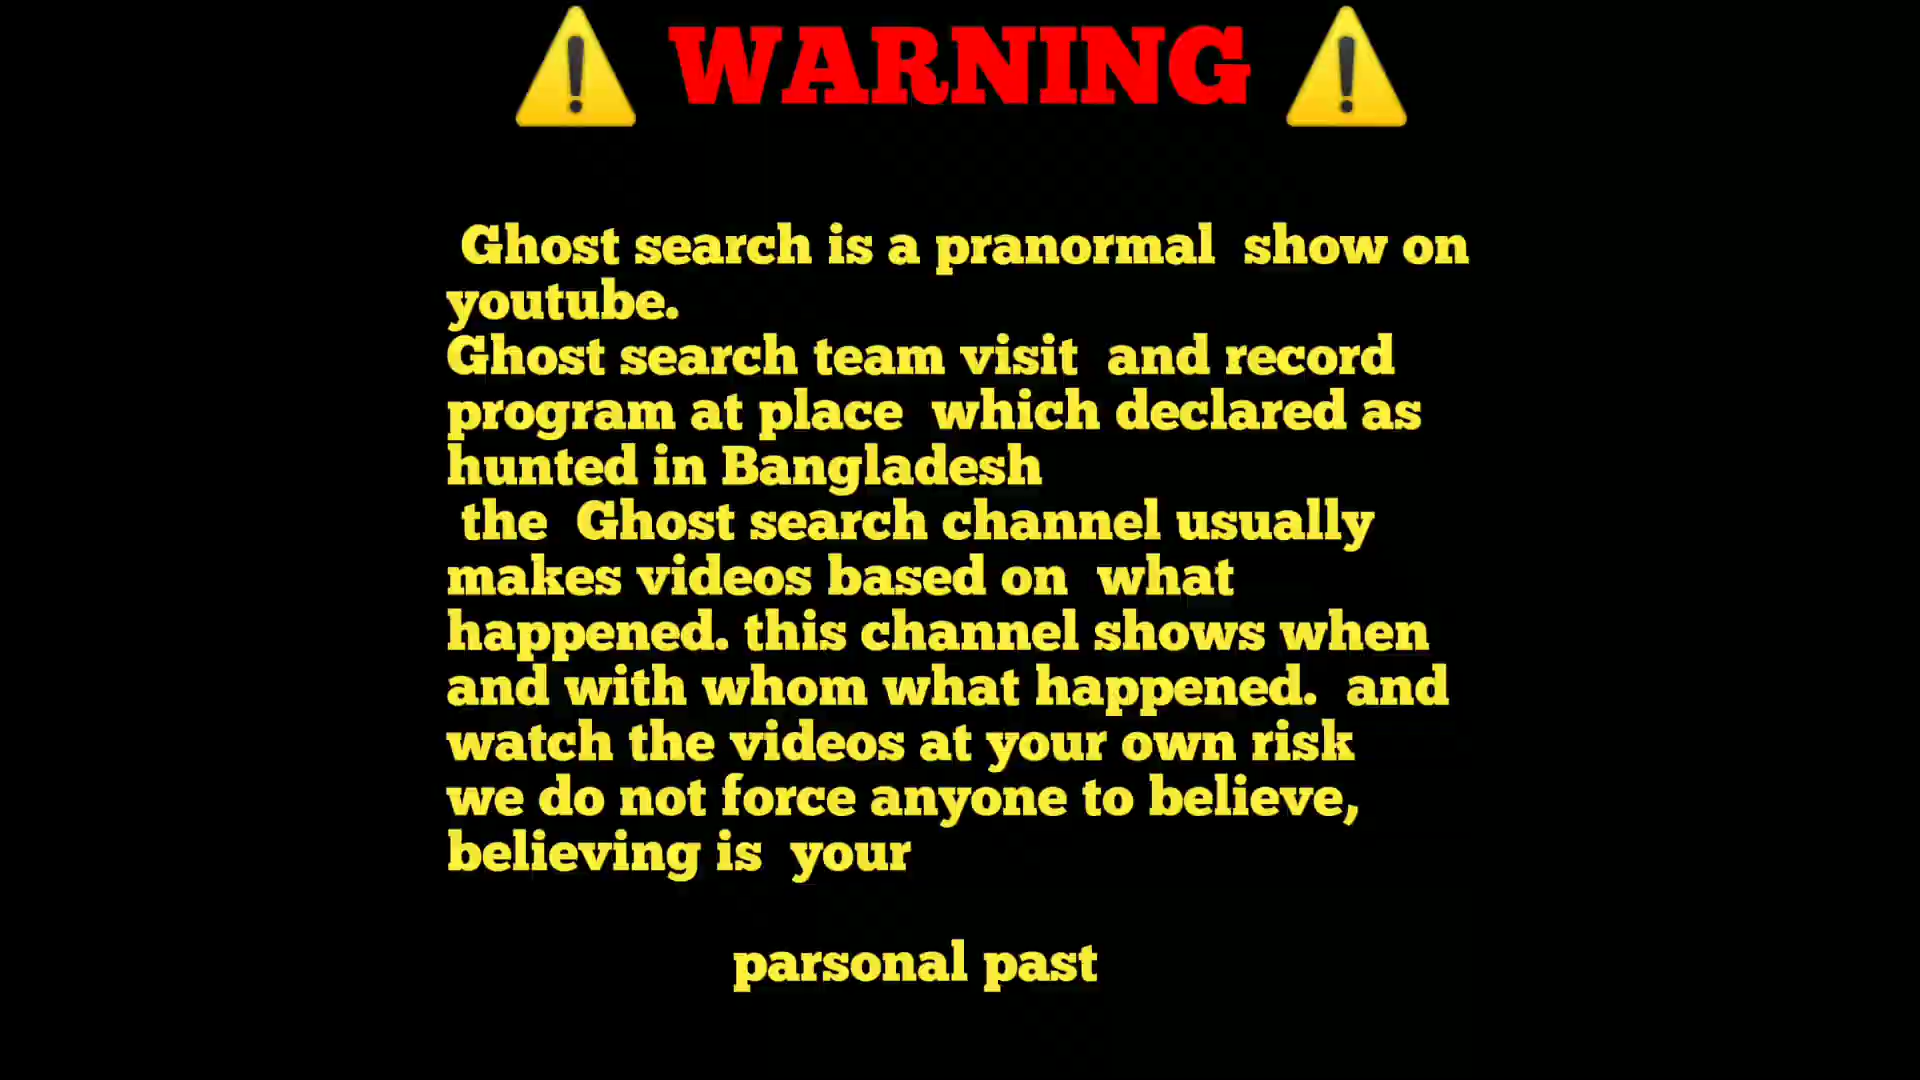 WARNING
Ghost search is a pranormal show on
youtube.
Ghost search team visit and record
program at place which declared as
hunted in Bangladesh
the Ghost search channel usually
makes videos based on what
happened. this channel shows when
and with whom what happened. and
watch the videos at your own risk
we do not force anyone to believe,
believing is your
parsonal past